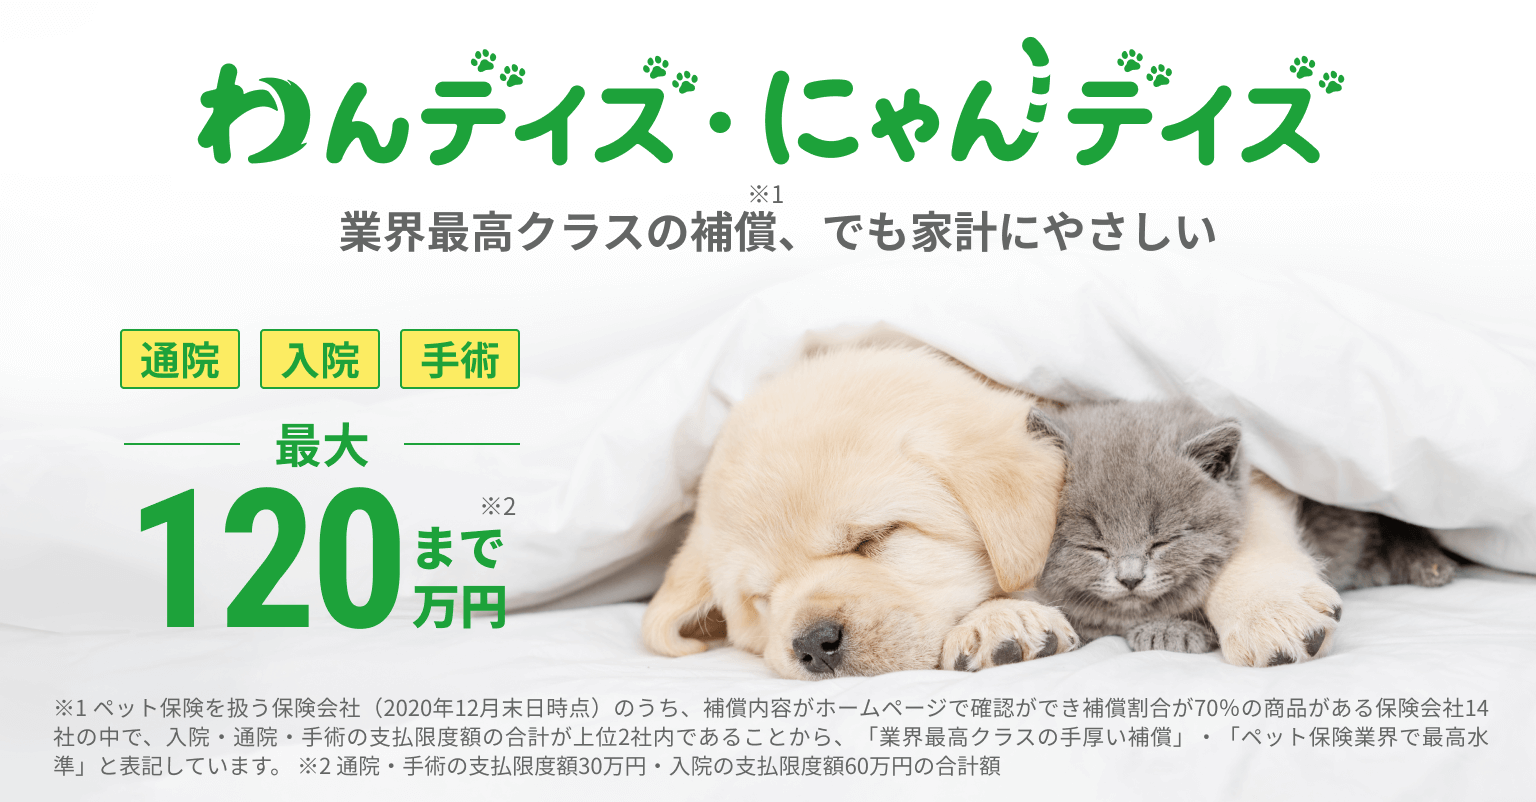 わんデイズ・にゃんデイズ
※1
業界最高クラスの補償、でも家計にやさしい
通院 入院 手術
最大
※2
120まで
万円
※1 ペット保険を扱う保険会社（2020年12月末日時点）のうち、補償内容がホームページで確認ができ補償割合が70%の商品がある保険会社14
社の中で、入院・通院・手術の支払限度額の合計が上位2社内であることから、「業界最高クラスの手厚い補償」・「ペット保険業界で最高水
準」と表記しています。 ※2 通院・手術の支払限度額30万円・入院の支払限度額60万円の合計額